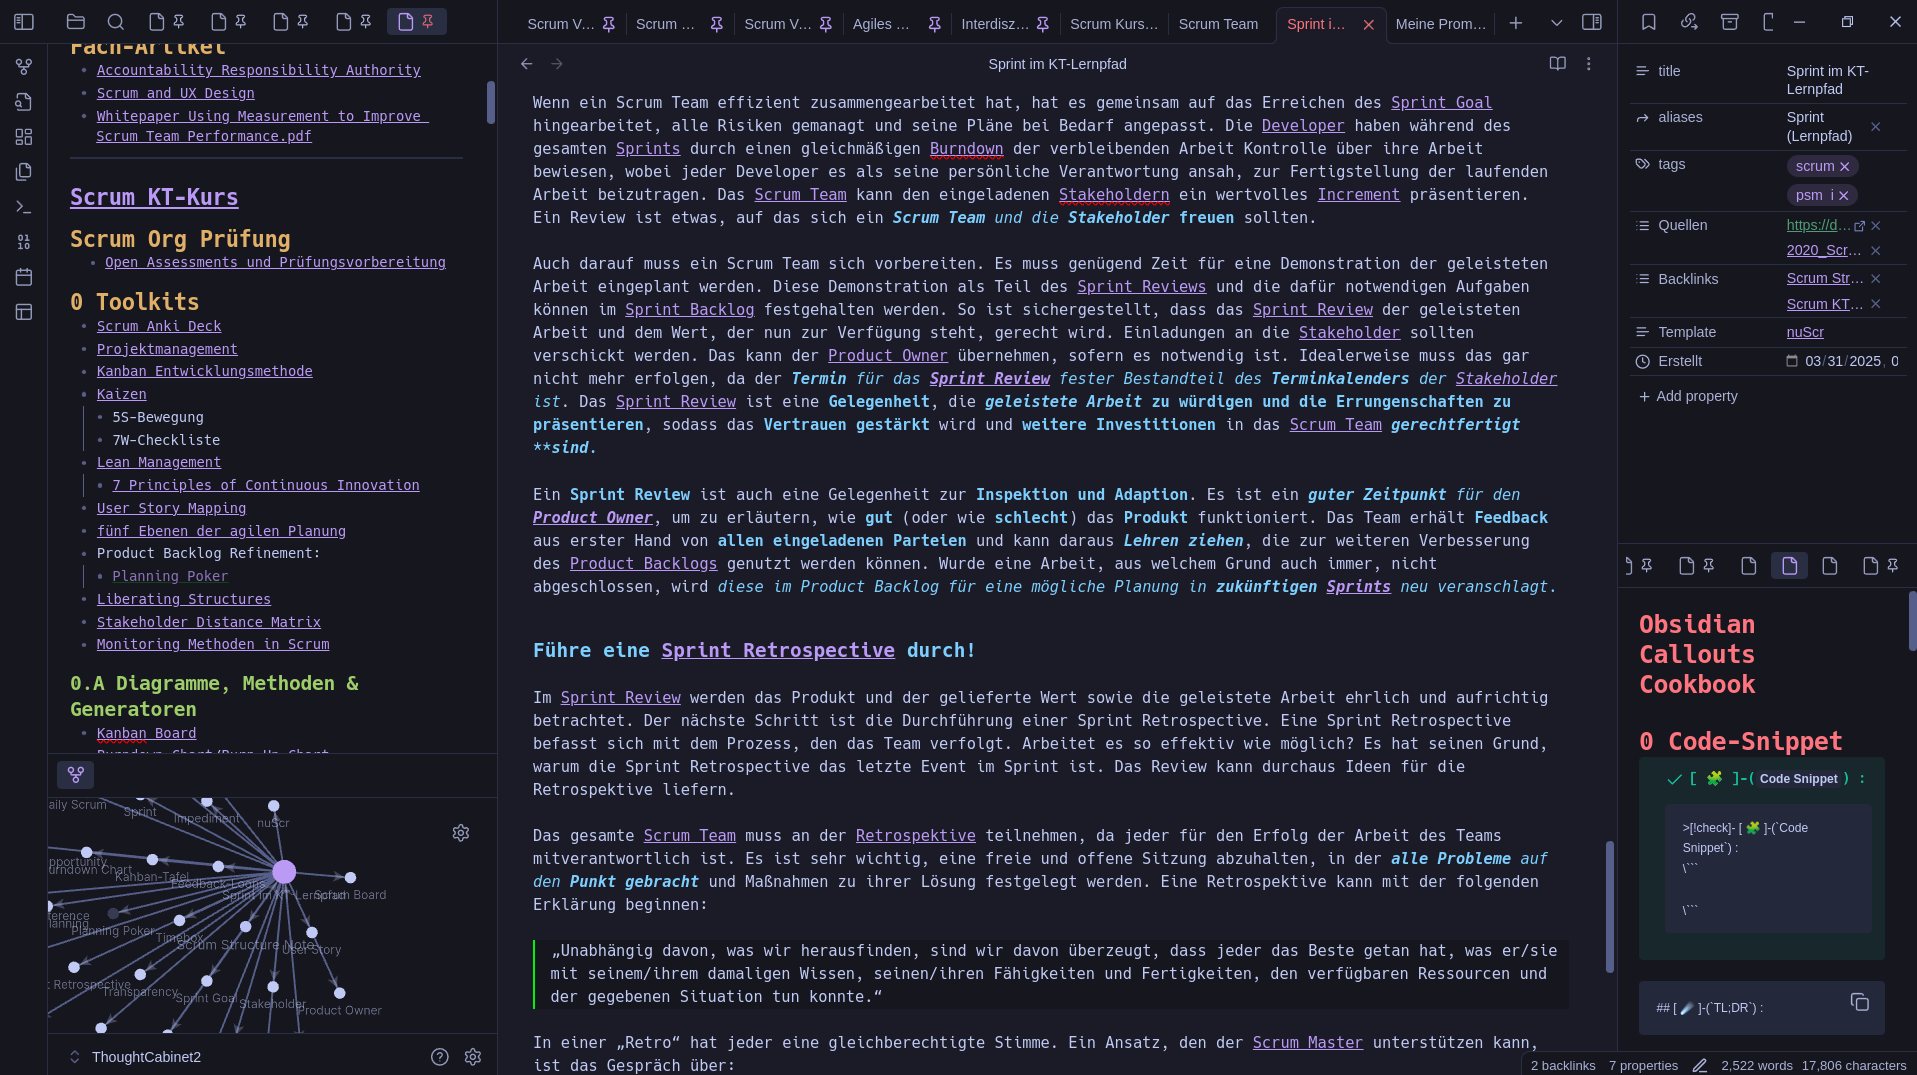 Scrum V...
Scrum ...
Scrum V...
Agiles ...
Interdisz...
Scrum Kurs...
Scrum Team
Sprint i...
Meine Prom...
Fach-Artikel
Accountability Responsibility Authority
Scrum and UX Design
Whitepaper Using Measurement to Improve
Scrum Team Performance.pdf
Scrum KT-Kurs
Scrum Org Prüfung
Open Assessments und Prüfungsvorbereitung
0 Toolkits
Scrum Anki Deck
Projektmanagement
Kanban Entwicklungsmethode
Kaizen
5S-Bewegung
7W-Checkliste
Lean Management
7 Principles of Continuous Innovation
User Story Mapping
fünf Ebenen der agilen Planung
Product Backlog Refinement:
Planning Poker
Liberating Structures
Stakeholder Distance Matrix
Monitoring Methoden in Scrum
0.A Diagramme, Methoden &
Generatoren
Kanban Board
Burndown Chart/Burn Up Chart
aily Scrum
Sprint
Impediment
nuScr
pportunity
urndown Chart
Kanban-Tafel
Feedback-Loops
Sprint im KT-Lernpfad
Scrum Board
ference
lanning
Planning Poker
Timebox
Scrum Structure Note
User Story
t Retrospective
Transparency
Sprint Goal
Stakeholder
Product Owner
ThoughtCabinet2
Sprint im KT-Lernpfad
Wenn ein Scrum Team effizient zusammengearbeitet hat, hat es gemeinsam auf das Erreichen des Sprint Goal
hingearbeitet, alle Risiken gemanagt und seine Pläne bei Bedarf angepasst. Die Developer haben während des
gesamten Sprints durch einen gleichmäßigen Burndown der verbleibenden Arbeit Kontrolle über ihre Arbeit
bewiesen, wobei jeder Developer es als seine persönliche Verantwortung ansah, zur Fertigstellung der laufenden
Arbeit beizutragen. Das Scrum Team kann den eingeladenen Stakeholdern ein wertvolles Increment präsentieren.
Ein Review ist etwas, auf das sich ein Scrum Team und die Stakeholder freuen sollten.
Auch darauf muss ein Scrum Team sich vorbereiten. Es muss genügend Zeit für eine Demonstration der geleisteten
Arbeit eingeplant werden. Diese Demonstration als Teil des Sprint Reviews und die dafür notwendigen Aufgaben
können im Sprint Backlog festgehalten werden. So ist sichergestellt, dass das Sprint Review der geleisteten
Arbeit und dem Wert, der nun zur Verfügung steht, gerecht wird. Einladungen an die Stakeholder sollten
verschickt werden. Das kann der Product Owner übernehmen, sofern es notwendig ist. Idealerweise muss das gar
nicht mehr erfolgen, da der Termin für das Sprint Review fester Bestandteil des Terminkalenders der Stakeholder
ist. Das Sprint Review ist eine Gelegenheit, die geleistete Arbeit zu würdigen und die Errungenschaften zu
präsentieren, sodass das Vertrauen gestärkt wird und weitere Investitionen in das Scrum Team gerechtfertigt
**sind.
Ein Sprint Review ist auch eine Gelegenheit zur Inspektion und Adaption. Es ist ein guter Zeitpunkt für den
Product Owner, um zu erläutern, wie gut (oder wie schlecht) das Produkt funktioniert. Das Team erhält Feedback
aus erster Hand von allen eingeladenen Parteien und kann daraus Lehren ziehen, die zur weiteren Verbesserung
des Product Backlogs genutzt werden können. Wurde eine Arbeit, aus welchem Grund auch immer, nicht
abgeschlossen, wird diese im Product Backlog für eine mögliche Planung in zukünftigen Sprints neu veranschlagt.
Führe eine Sprint Retrospective durch!
Im Sprint Review werden das Produkt und der gelieferte Wert sowie die geleistete Arbeit ehrlich und aufrichtig
betrachtet. Der nächste Schritt ist die Durchführung einer Sprint Retrospective. Eine Sprint Retrospective
befasst sich mit dem Prozess, den das Team verfolgt. Arbeitet es so effektiv wie möglich? Es hat seinen Grund,
warum die Sprint Retrospective das letzte Event im Sprint ist. Das Review kann durchaus Ideen für die
Retrospektive liefern.
Das gesamte Scrum Team muss an der Retrospektive teilnehmen, da jeder für den Erfolg der Arbeit des Teams
mitverantwortlich ist. Es ist sehr wichtig, eine freie und offene Sitzung abzuhalten, in der alle Probleme auf
den Punkt gebracht und Maßnahmen zu ihrer Lösung festgelegt werden. Eine Retrospektive kann mit der folgenden
Erklärung beginnen:
„Unabhängig davon, was wir herausfinden, sind wir davon überzeugt, dass jeder das Beste getan hat, was er/sie
mit seinem/ihrem damaligen Wissen, seinen/ihren Fähigkeiten und Fertigkeiten, den verfügbaren Ressourcen und
der gegebenen Situation tun konnte.“
In einer „Retro“ hat jeder eine gleichberechtigte Stimme. Ein Ansatz, den der Scrum Master unterstützen kann,
ist das Gespräch über:
title
Sprint im KT-
Lernpfad
aliases
Sprint
(Lernpfad)
tags
scrum
psm i
Quellen
https://d...
2020_Scr...
Backlinks
Scrum Str...
Scrum KT...
Template
nuScr
Erstellt
03/31/2025, 0
Add property
Obsidian
Callouts
Cookbook
0 Code-Snippet
[ 🧩 ]-( Code Snippet ) :
>[!check]- [ 🧩 ]-(`Code
Snippet`) :
\```
\```
## [ ☄️ ]-(`TL;DR`) :
2 backlinks 7 properties 2,522 words 17,806 characters